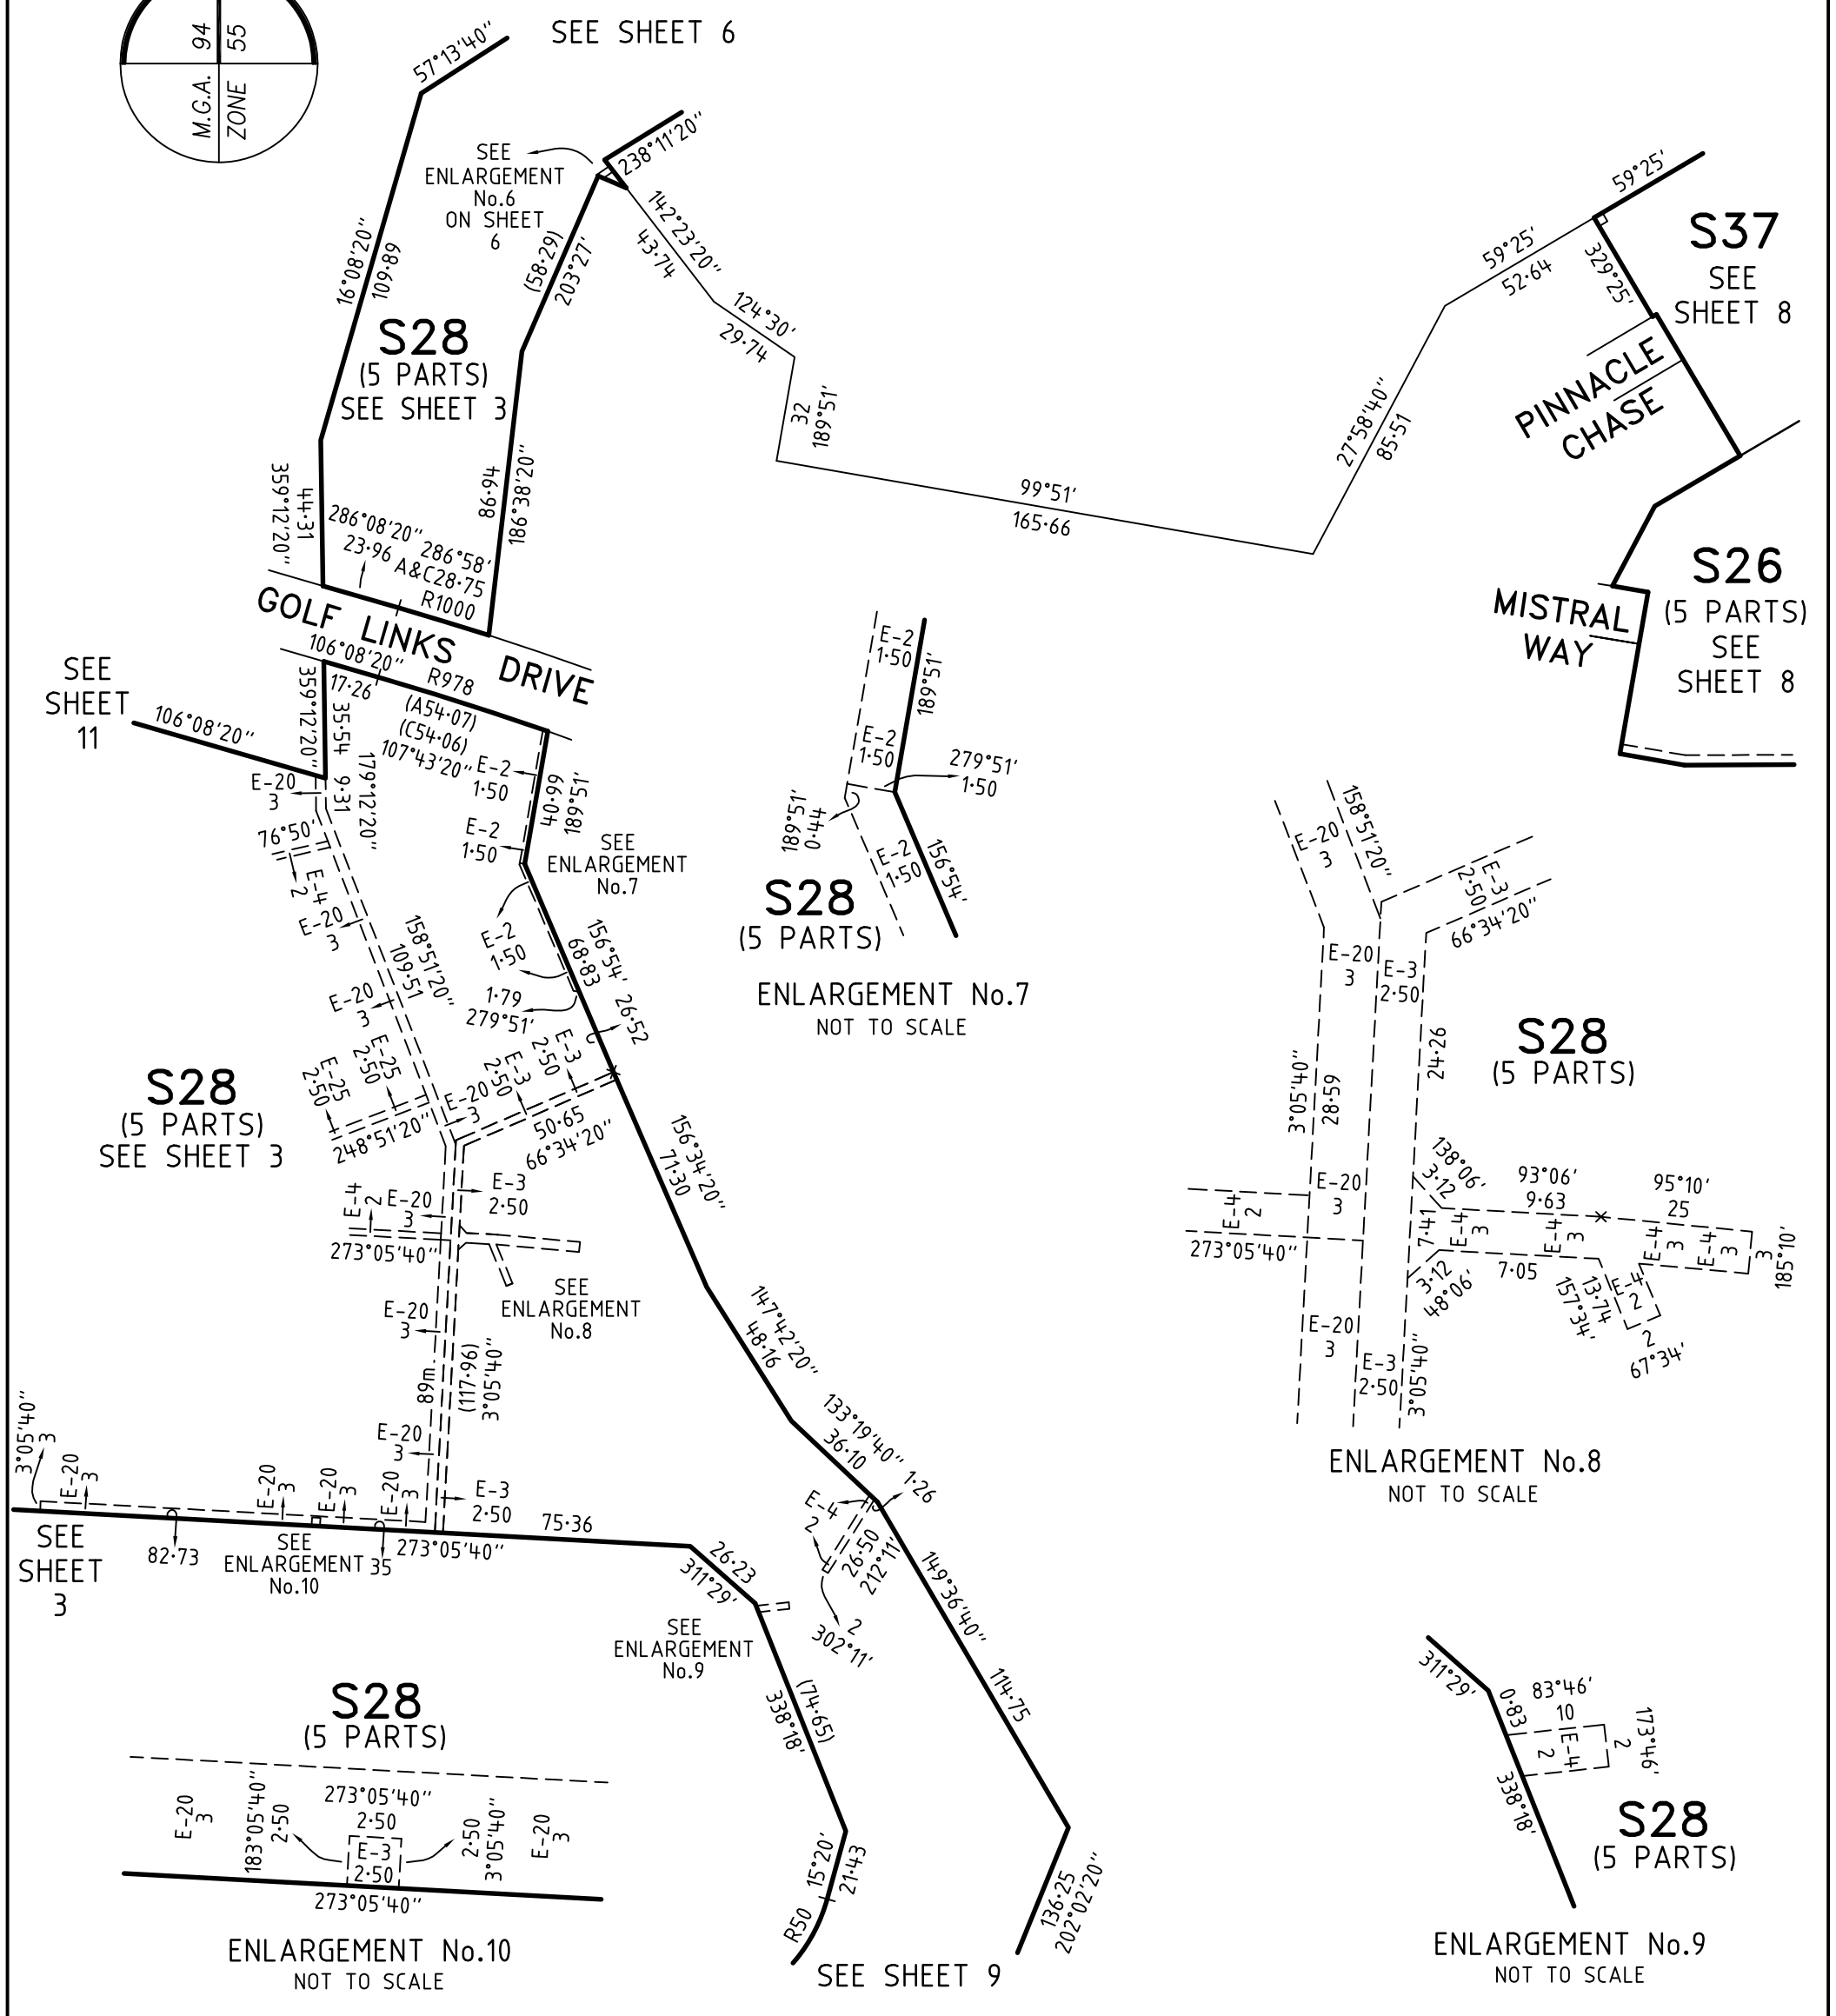 M.G.A. 94
ZONE 55
57°13'40"
SEE SHEET 6
238°11'20"
SEE
ENLARGEMENT
No.6
ON SHEET
6
16°08'20"
109·89
(58·29)
203°27'
142°23'20"
43·74
124°30'
29·74
32
189°51'
99°51'
165·66
27°58'40"
85·51
59°25'
52·64
59°25'
329°25'
S37
SEE
SHEET 8
PINNACLE
CHASE
S28
(5 PARTS)
SEE SHEET 3
86·94
186°38'20"
359°12'20"
44·31
286°08'20"
23·96
286°58'
A&C28·75
R1000
GOLF LINKS DRIVE
S26
(5 PARTS)
SEE
SHEET 8
MISTRAL
WAY
SEE
SHEET
11
106°08'20"
106°08'20"
17·26
R978
(A54·07)
(C54·06)
107°43'20"
359°12'20"
35·54
9·31
179°12'20"
E-20
3
76°50'
2
E-4
E-20
3
E-2
1·50
E-2
1·50
40·99
189°51'
SEE
ENLARGEMENT
No.7
E-2
1·50
156°54'
68·83
26·52
1·79
279°51'
158°51'20"
109·51
E-20
3
E-25
2·50
E-25
2·50
248°51'20"
E-20
3
E-3
2·50
E-3
2·50
50·65
66°34'20"
S28
(5 PARTS)
SEE SHEET 3
E-4
2
E-20
3
E-3
2·50
273°05'40"
SEE
ENLARGEMENT
No.8
E-20
3
89m.
(117·96)
3°05'40"
E-20
3
E-3
2·50
156°34'20"
71·30
147°42'20"
48·16
133°19'40"
36·10
1·26
E-4
2
26·50
212°11'
2
302°11'
149°36'40"
114·75
3°05'40"
3
E-20
3
E-20
3
E-20
3
E-20
3
SEE
SHEET
3
82·73
SEE
ENLARGEMENT
No.10
35
273°05'40"
75·36
26·23
311°29'
SEE
ENLARGEMENT
No.9
(74·65)
338°18'
15°20'
21·43
R50
136·25
202°02'20"
SEE SHEET 9
E-2
1·50
189°51'
E-2
1·50
279°51'
1·50
189°51'
0·44
E-2
1·50
156°54'
S28
(5 PARTS)
ENLARGEMENT No.7
NOT TO SCALE
E-20
3
158°51'20"
E-3
2·50
66°34'20"
E-20
3
E-3
2·50
S28
(5 PARTS)
3°05'40"
28·59
24·26
E-4
2
273°05'40"
E-20
3
138°06'
3·12
93°06'
9·63
95°10'
25
7·41
E-4
3
E-4
3
E-4
3
E-4
3
3
185°10'
3·12
48°06'
7·05
13·74
157°34'
E-4
2
2
67°34'
E-20
3
E-3
2·50
3°05'40"
ENLARGEMENT No.8
NOT TO SCALE
S28
(5 PARTS)
E-20
3
183°05'40"
2·50
273°05'40"
2·50
E-3
2·50
2·50
3°05'40"
E-20
3
273°05'40"
ENLARGEMENT No.10
NOT TO SCALE
311°29'
0·83
83°46'
10
E-4
2
2
173°46'
338°18'
S28
(5 PARTS)
ENLARGEMENT No.9
NOT TO SCALE